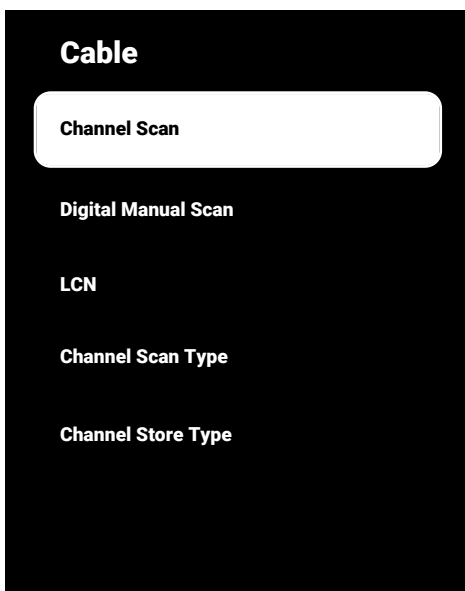 Cable
Channel Scan
Digital Manual Scan
LCN
Channel Scan Type
Channel Store Type